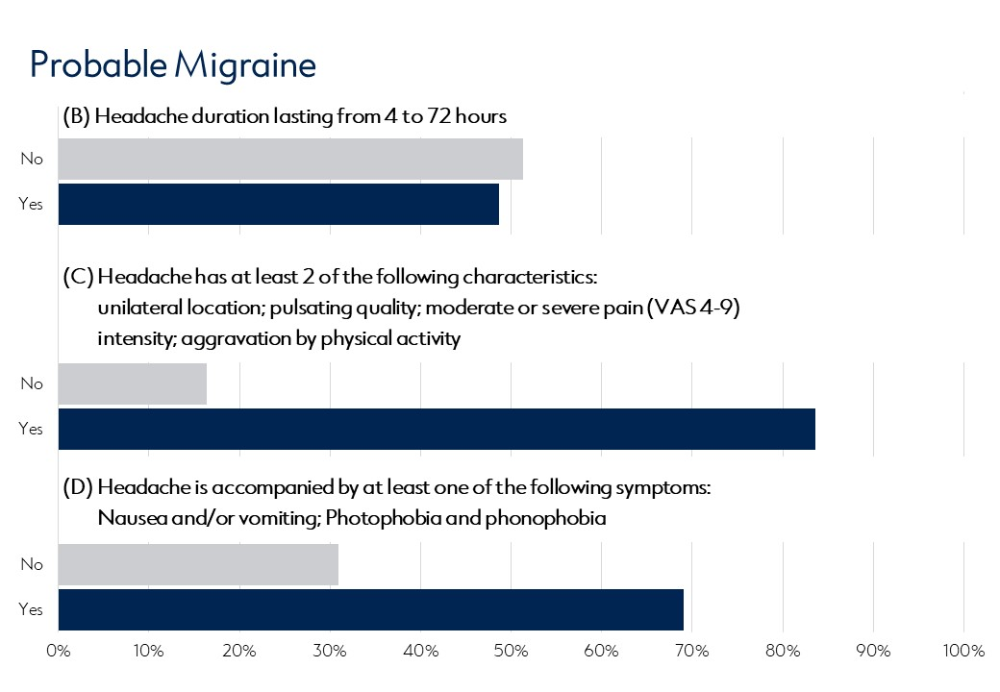 Probable Migraine
(B) Headache duration lasting from 4 to 72 hours
No
Yes
(C) Headache has at least 2 of the following characteristics:
unilateral location; pulsating quality; moderate or severe pain (VAS 4-9)
intensity; aggravation by physical activity
No
Yes
(D) Headache is accompanied by at least one of the following symptoms:
Nausea and/or vomiting; Photophobia and phonophobia
No
Yes
0% 10% 20% 30% 40% 50% 60% 70% 80% 90% 100%